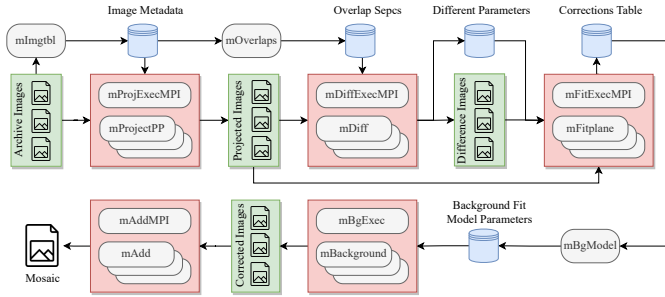 Image Metadata
Overlap Sepcs
Different Parameters
Corrections Table
mImgtbl
mOverlaps
Archive Images
mProjExecMPI
mProjectPP
Projected Images
mDiffExecMPI
mDiff
Difference Images
mFitExecMPI
mFitplane
Mosaic
mAddMPI
mAdd
Corrected Images
mBgExec
mBackground
Background Fit
Model Parameters
mBgModel